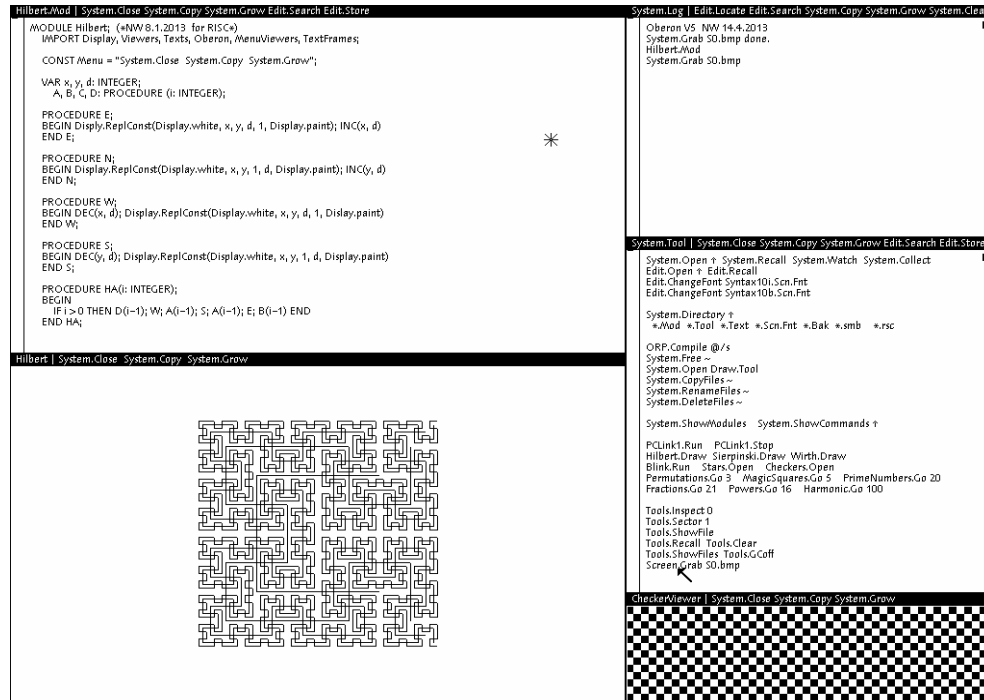 Hilbert.Mod | System.Close System.Copy System.Grow Edit.Search Edit.Store
MODULE Hilbert; (*NW 8.1.2013 for RISC*)
IMPORT Display, Viewers, Texts, Oberon, MenuViewers, TextFrames;
CONST Menu = "System.Close System.Copy System.Grow";
VAR x, y, d: INTEGER;
A, B, C, D: PROCEDURE (i: INTEGER);
PROCEDURE E;
BEGIN Disply.ReplConst(Display.white, x, y, d, 1, Display.paint); INC(x, d)
END E;
PROCEDURE N;
BEGIN Display.ReplConst(Display.white, x, y, 1, d, Display.paint); INC(y, d)
END N;
PROCEDURE W;
BEGIN DEC(x, d); Display.ReplConst(Display.white, x, y, d, 1, Dislay.paint)
END W;
PROCEDURE S;
BEGIN DEC(y, d); Display.ReplConst(Display.white, x, y, 1, d, Display.paint)
END S;
PROCEDURE HA(i: INTEGER);
BEGIN
IF i > 0 THEN D(i−1); W; A(i−1); S; A(i−1); E; B(i−1) END
END HA;
Hilbert | System.Close System.Copy System.Grow
System.Log | Edit.Locate Edit.Search System.Copy System.Grow System.Clea
Oberon V5 NW 14.4.2013
System.Grab S0.bmp done.
Hilbert.Mod
System.Grab S0.bmp
System.Tool | System.Close System.Copy System.Grow Edit.Search Edit.Store
System.Open ↑ System.Recall System.Watch System.Collect
Edit.Open ↑ Edit.Recall
Edit.ChangeFont Syntax10i.Scn.Fnt
Edit.ChangeFont Syntax10b.Scn.Fnt
System.Directory ↑
*.Mod *.Tool *.Text *.Scn.Fnt *.Bak *.smb *.rsc
ORP.Compile @/s
System.Free ~
System.Open Draw.Tool
System.CopyFiles ~
System.RenameFiles ~
System.DeleteFiles ~
System.ShowModules System.ShowCommands ↑
PCLink1.Run PCLink1.Stop
Hilbert.Draw Sierpinski.Draw Wirth.Draw
Blink.Run Stars.Open Checkers.Open
Permutations.Go 3 MagicSquares.Go 5 PrimeNumbers.Go 20
Fractions.Go 21 Powers.Go 16 Harmonic.Go 100
Tools.Inspect 0
Tools.Sector 1
Tools.ShowFile
Tools.Recall Tools.Clear
Tools.ShowFiles Tools.GCoff
Screen.Grab S0.bmp
CheckerViewer | System.Close System.Copy System.Grow